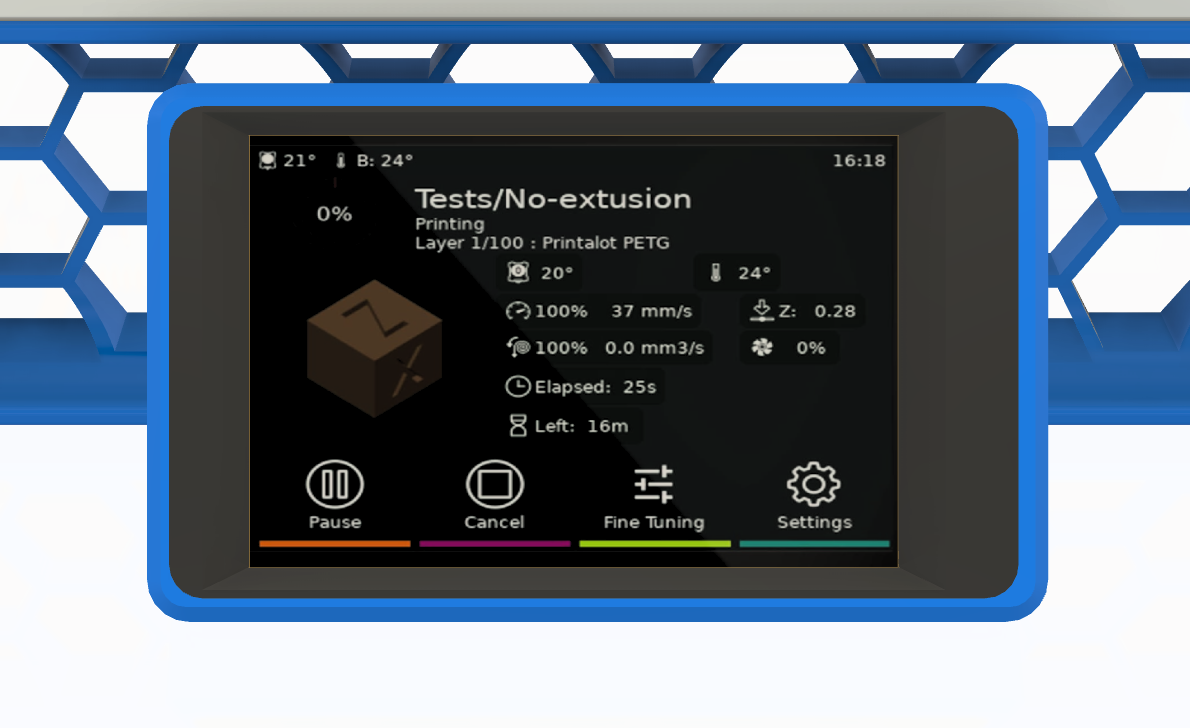 21° B: 24° 16:18
0%
Tests/No-extusion
Printing
Layer 1/100 : Printalot PETG
20° 24°
100% 37 mm/s Z: 0.28
100% 0.0 mm3/s 0%
Elapsed: 25s
Left: 16m
Z
X
Pause Cancel Fine Tuning Settings